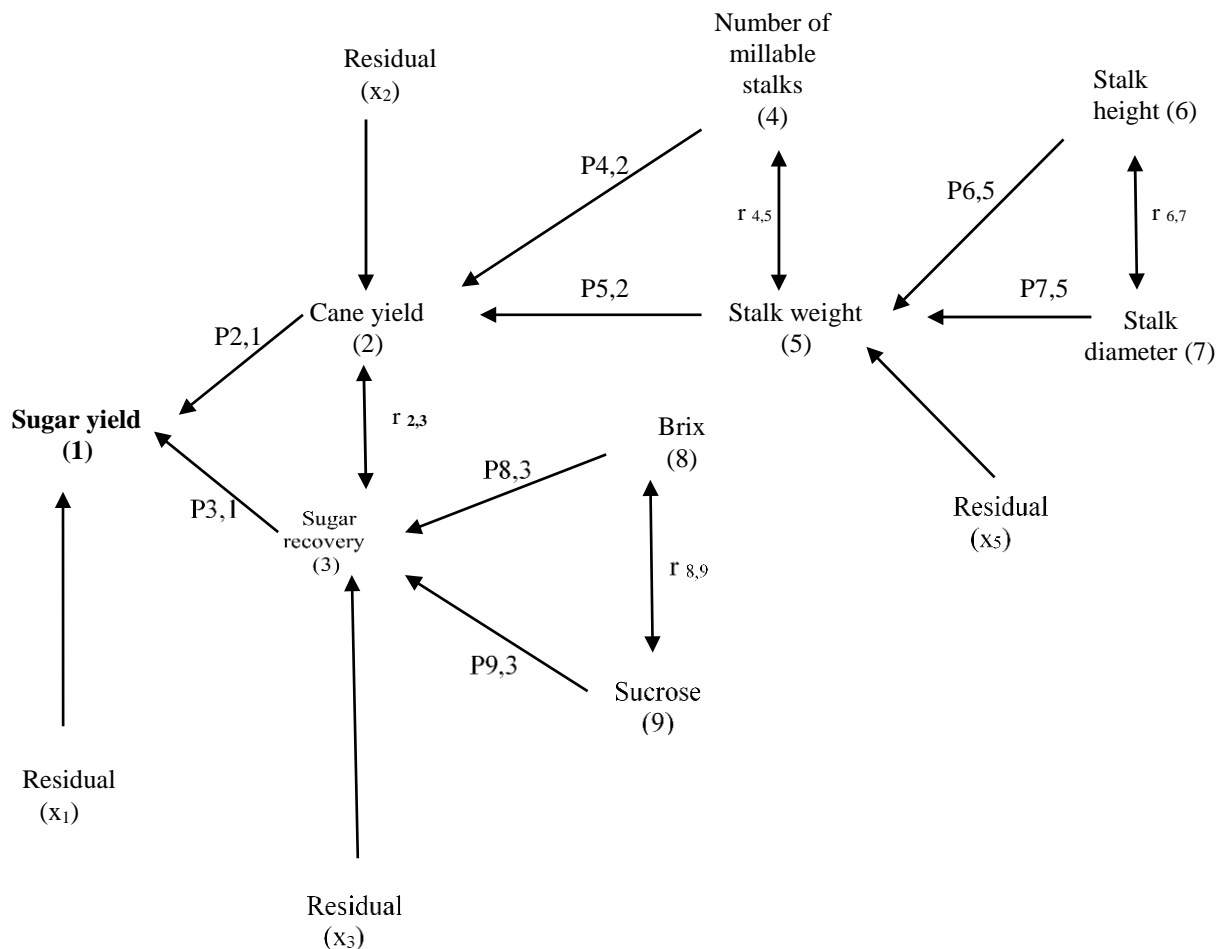 Number of
millable
stalks
(4)
Residual
(x₂)
Stalk
height (6)
P4,2
P6,5
r 4,5
r 6,7
P5,2
P7,5
Cane yield
(2)
Stalk weight
(5)
Stalk
diameter (7)
P2,1
Sugar yield
(1)
r 2,3
Brix
(8)
P8,3
P3,1
Sugar
recovery
(3)
Residual
(x₅)
r 8,9
P9,3
Sucrose
(9)
Residual
(x₁)
Residual
(x₃)